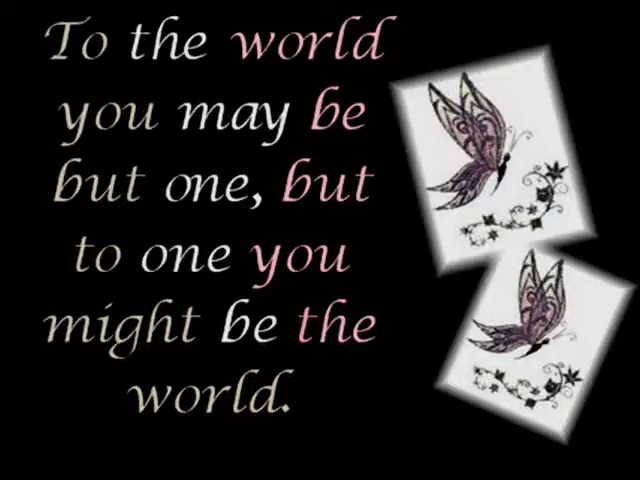 To the world
you may be
but one, but
to one you
might be the
world.